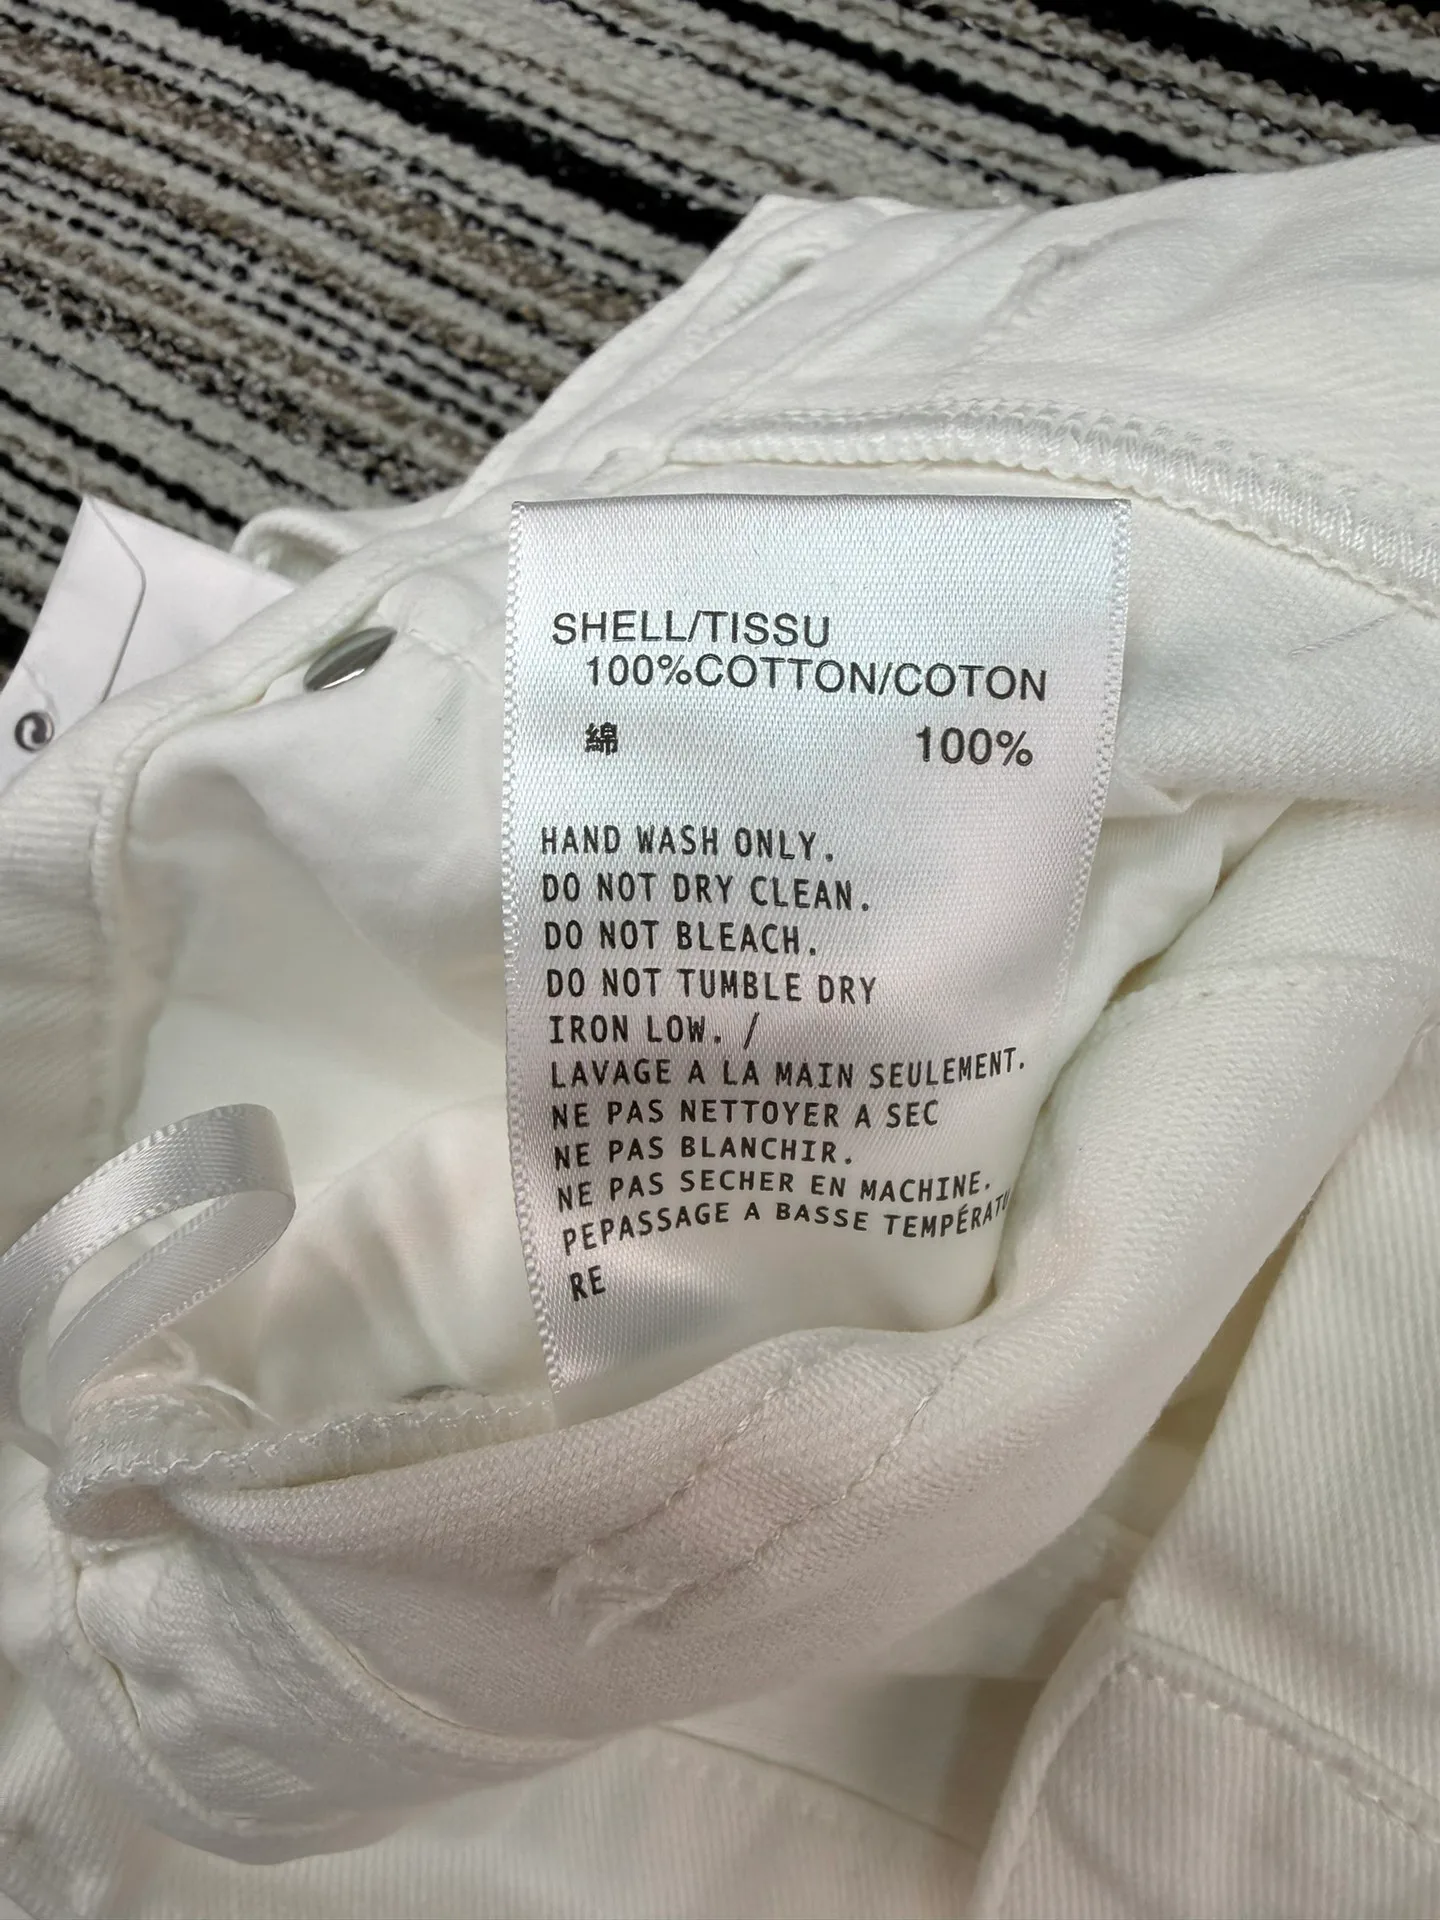 SHELL/TISSU
100%COTTON/COTON
綿 100%
HAND WASH ONLY.
DO NOT DRY CLEAN.
DO NOT BLEACH.
DO NOT TUMBLE DRY
IRON LOW. /
LAVAGE A LA MAIN SEULEMENT.
NE PAS NETTOYER A SEC
NE PAS BLANCHIR.
NE PAS SECHER EN MACHINE.
PEPASSAGE A BASSE TEMPÉRATU
RE